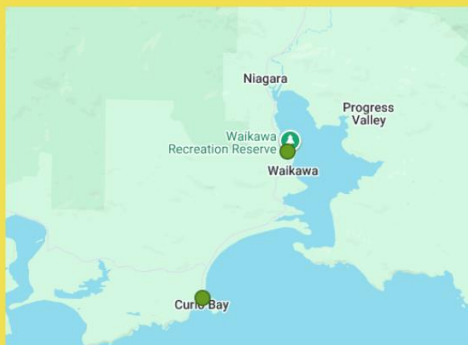 Niagara
Progress
Valley
Waikawa
Recreation Reserve
Waikawa
Curio Bay